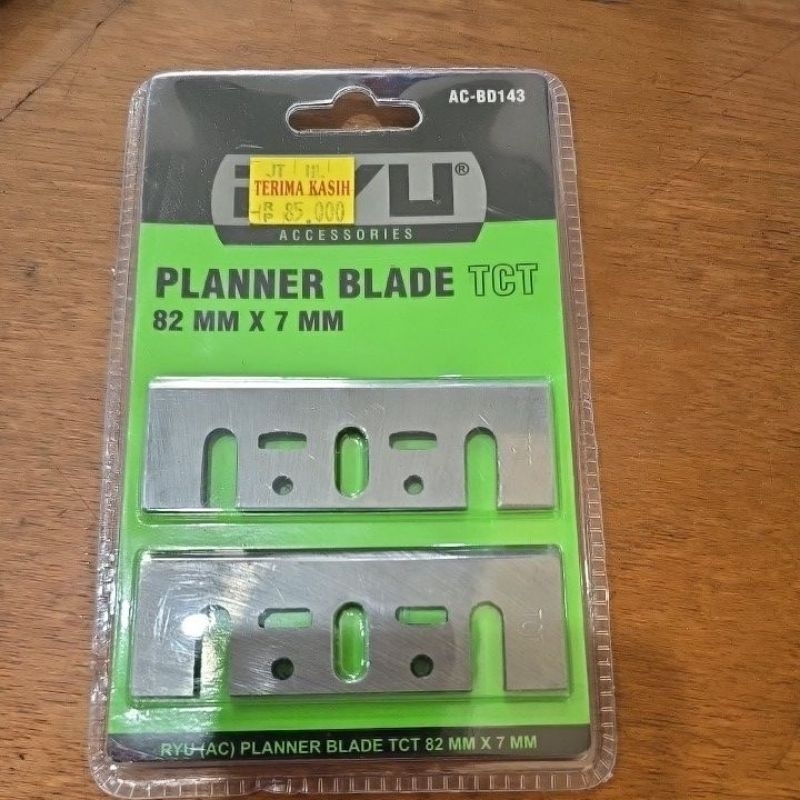 AC-BD143
RYU®
JT
TERIMA KASIH
RP 85.000
ACCESSORIES
PLANNER BLADE TCT
82 MM X 7 MM
RYU (AC) PLANNER BLADE TCT 82 MM X 7 MM